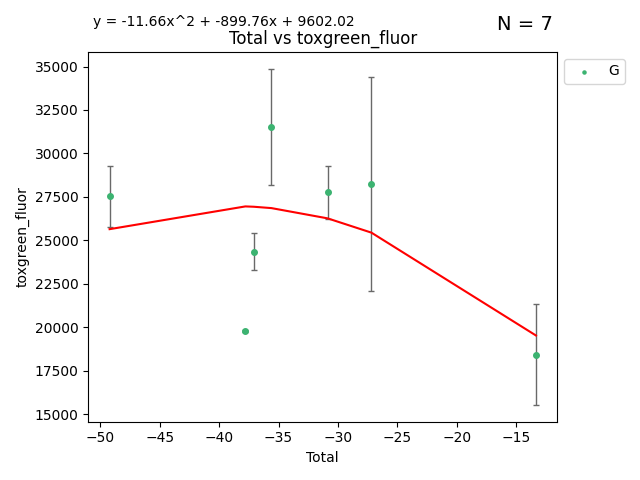 y = -11.66x^2 + -899.76x + 9602.02
N = 7
Total vs toxgreen_fluor
G
35000
32500
30000
27500
25000
22500
20000
17500
15000
toxgreen_fluor
−50 −45 −40 −35 −30 −25 −20 −15
Total